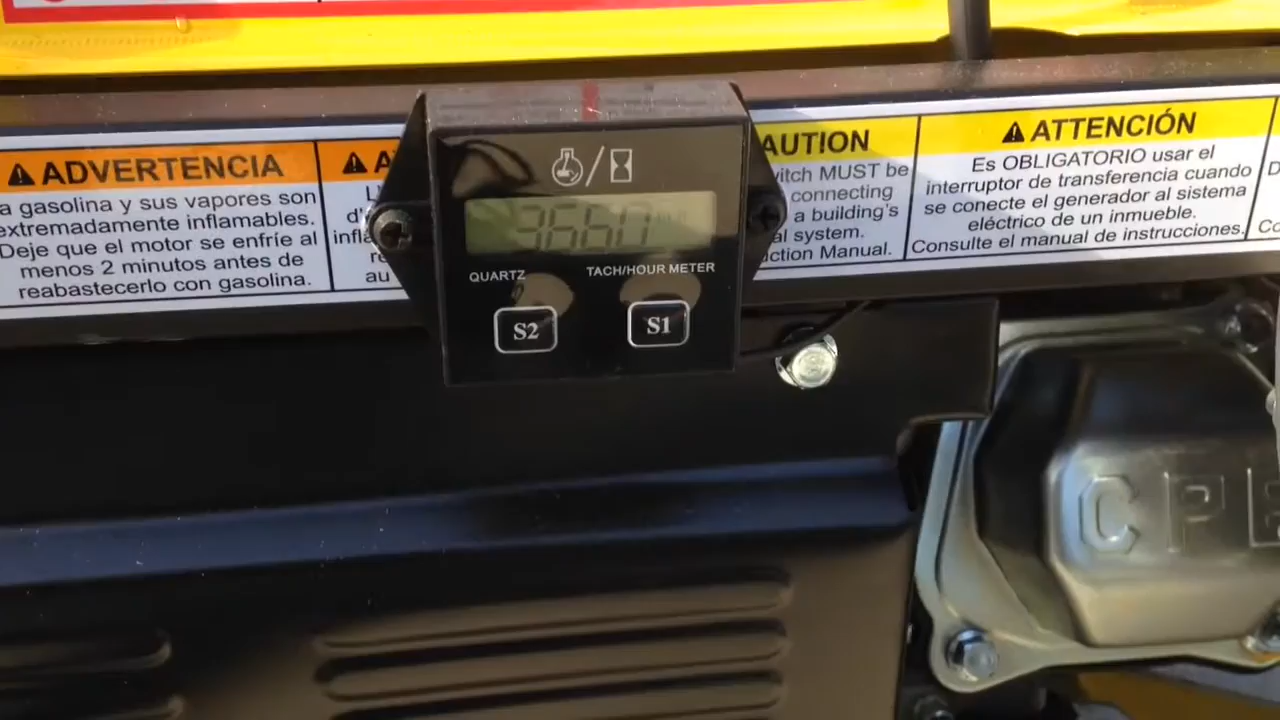 ADVERTENCIA
a gasolina y sus vapores son
extremadamente inflamables.
Deje que el motor se enfríe al
menos 2 minutos antes de
reabastecerlo con gasolina.
3660
QUARTZ
TACH/HOUR METER
S2
S1
AUTION
witch MUST be
connecting
a building's
al system.
ction Manual.
ATTENCIÓN
Es OBLIGATORIO usar el
interruptor de transferencia cuando
se conecte el generador al sistema
eléctrico de un inmueble.
Consulte el manual de instrucciones.
CPE